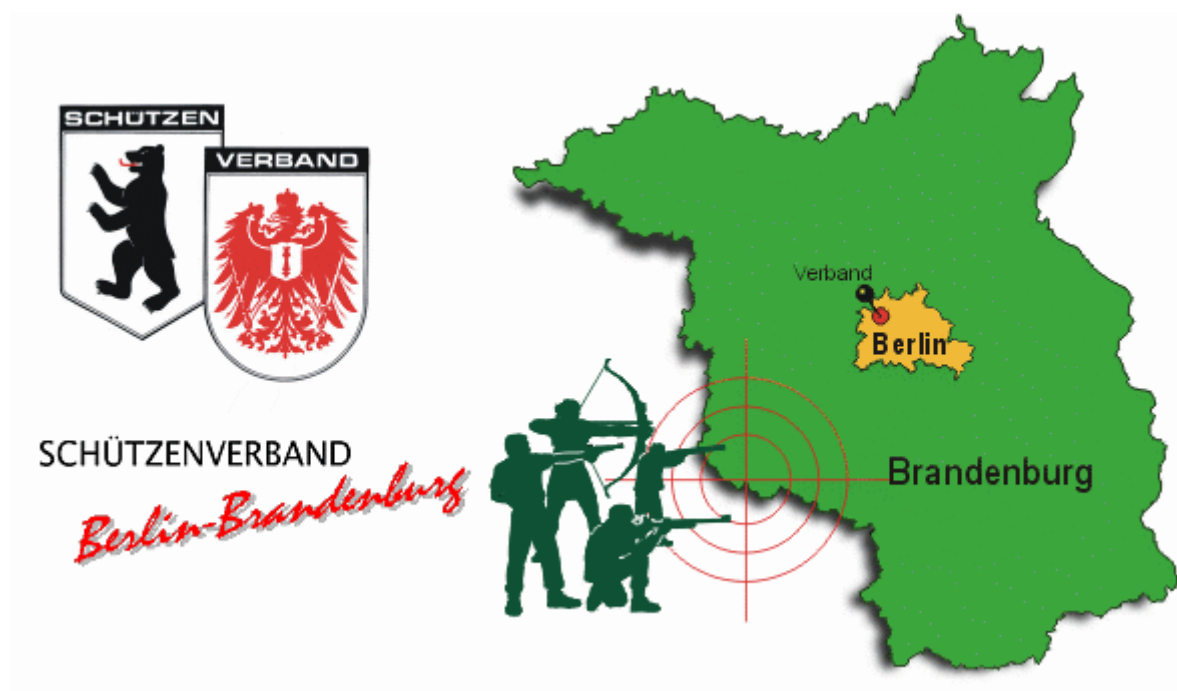 SCHÜTZEN
VERBAND
SCHÜTZENVERBAND
Berlin-Brandenburg
Verband
Berlin
Brandenburg